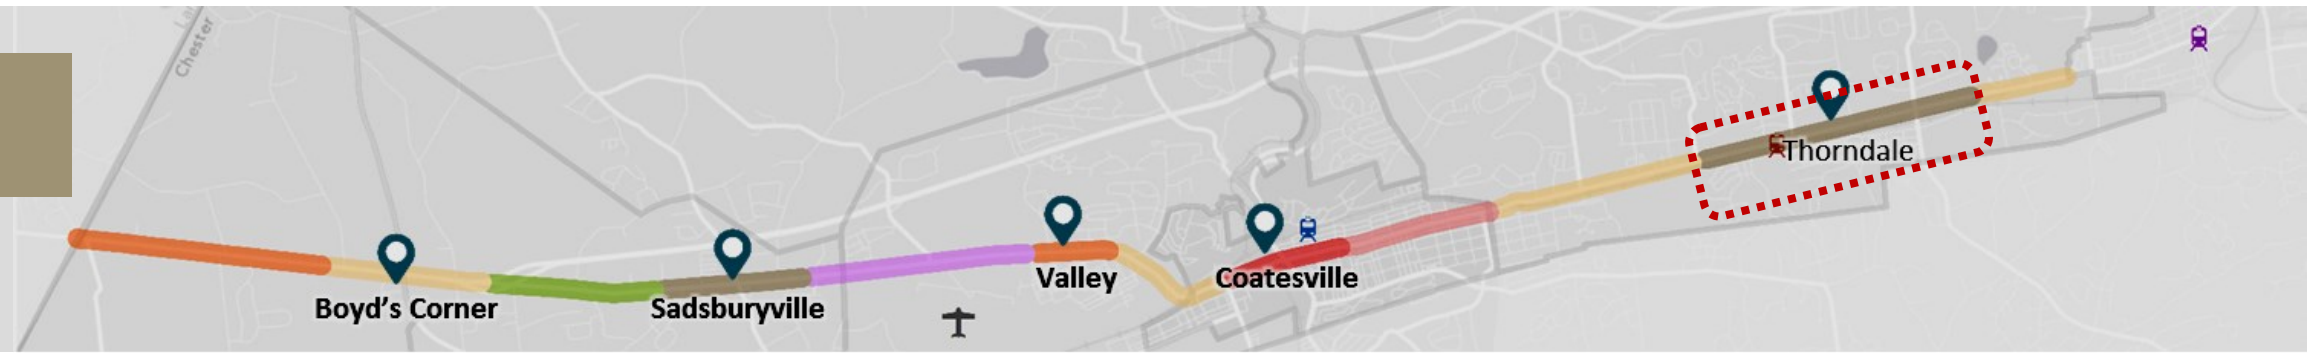 Chester
Thorndale
Valley
Coatesville
Boyd's Corner
Sadsburyville